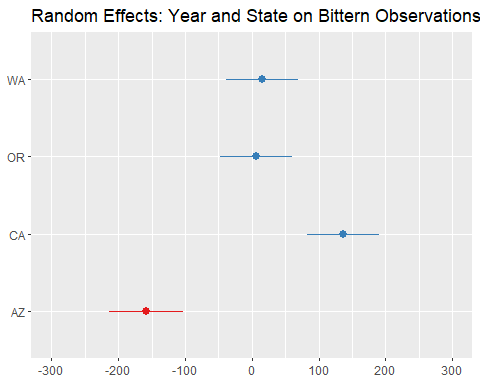 Random Effects: Year and State on Bittern Observations
WA
OR
CA
AZ
-300 -200 -100 0 100 200 300